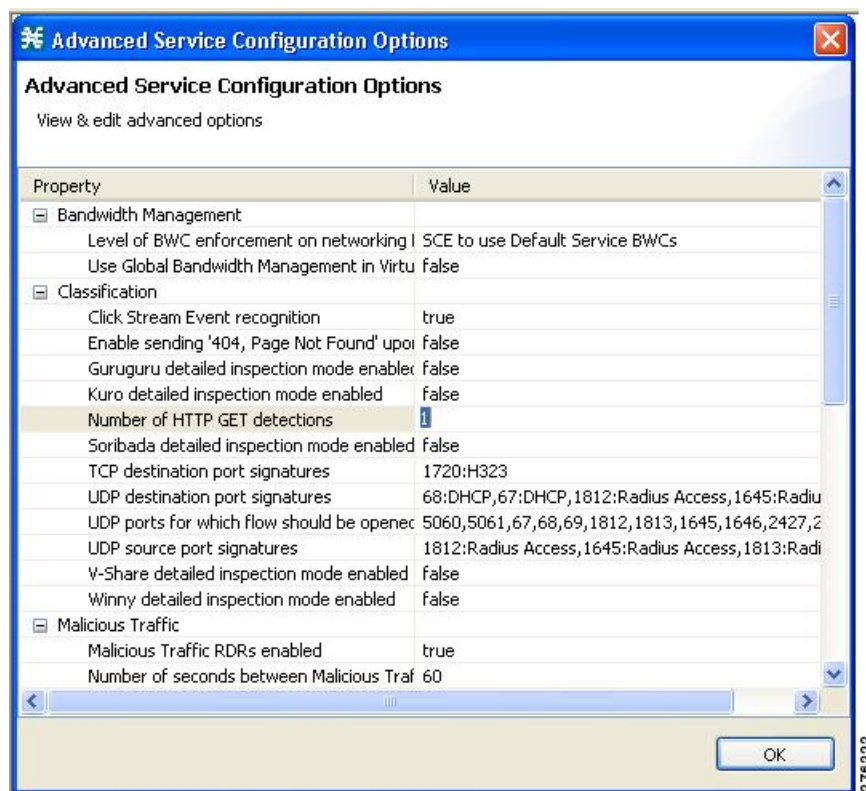 Advanced Service Configuration Options
Advanced Service Configuration Options
View & edit advanced options
Property Value
Bandwidth Management
Level of BWC enforcement on networking SCE to use Default Service BWCs
Use Global Bandwidth Management in Virtu false
Classification
Click Stream Event recognition true
Enable sending '404, Page Not Found' upon false
Guruguru detailed inspection mode enabled false
Kuro detailed inspection mode enabled false
Number of HTTP GET detections 1
Soribada detailed inspection mode enabled false
TCP destination port signatures 1720:H323
UDP destination port signatures 68:DHCP,67:DHCP,1812:Radius Access,1645:Radiu
UDP ports for which flow should be opened 5060,5061,67,68,69,1812,1813,1645,1646,2427,2
UDP source port signatures 1812:Radius Access,1645:Radius Access,1813:Radi
V-Share detailed inspection mode enabled false
Winny detailed inspection mode enabled false
Malicious Traffic
Malicious Traffic RDRs enabled true
Number of seconds between Malicious Traf 60
OK